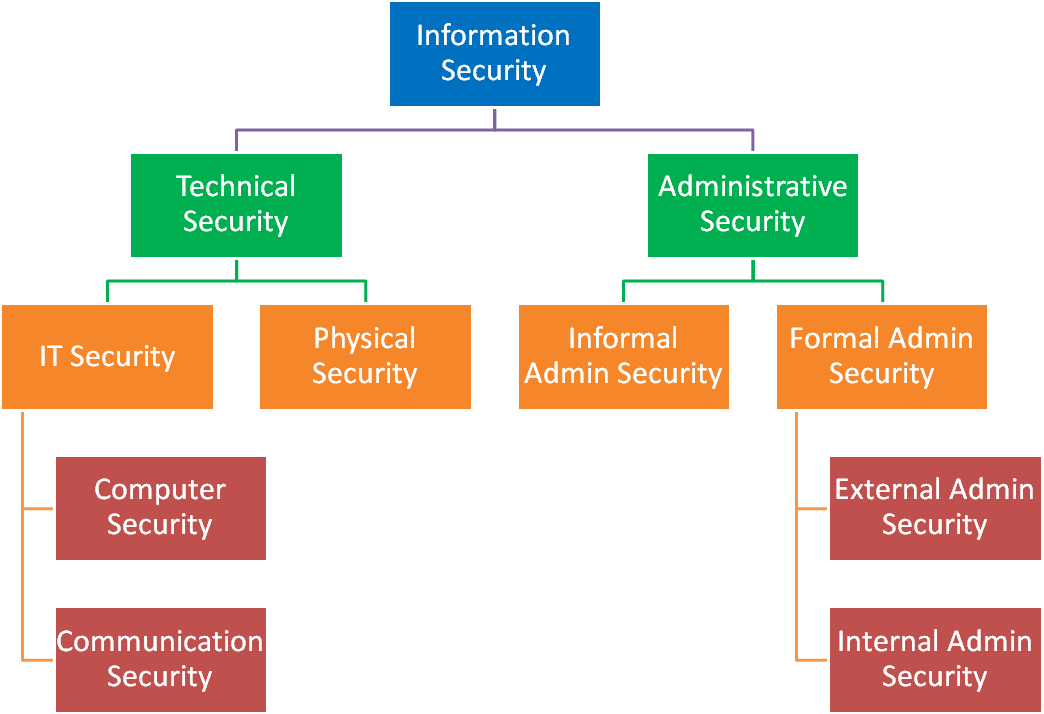 Information
Security
Technical
Security
Administrative
Security
IT Security
Physical
Security
Informal
Admin Security
Formal Admin
Security
Computer
Security
External Admin
Security
Communication
Security
Internal Admin
Security